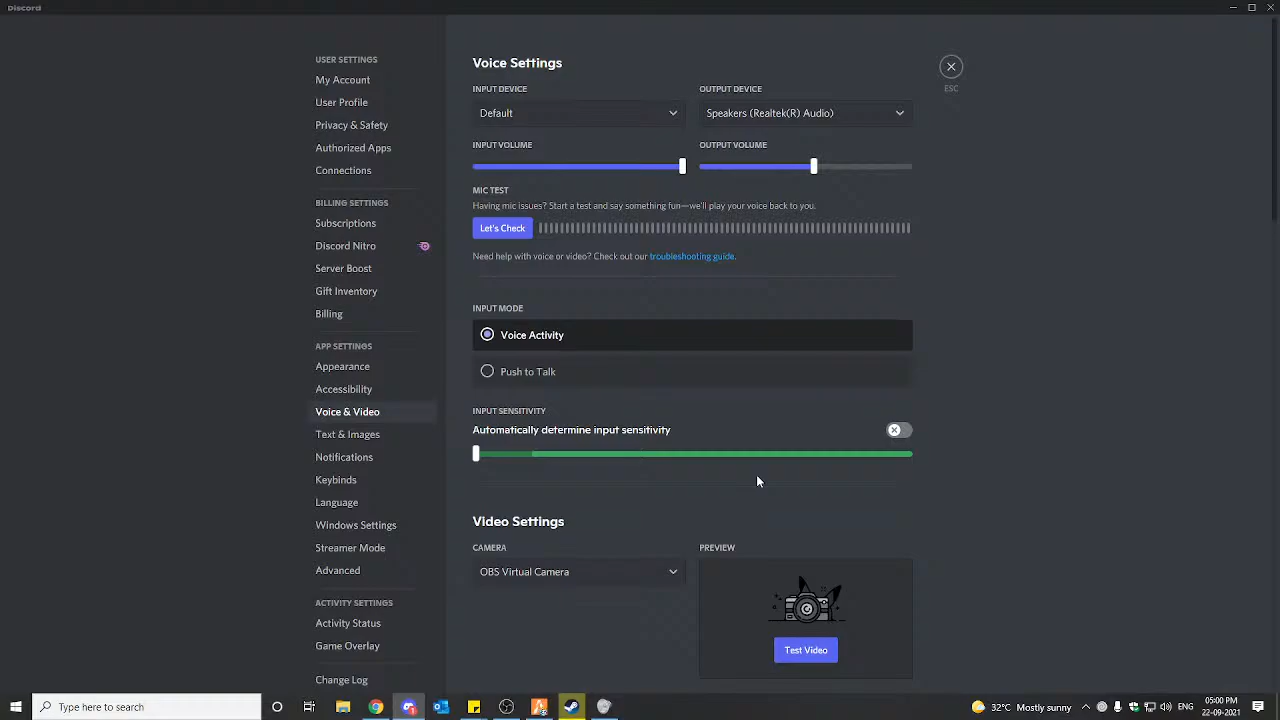 Discord
USER SETTINGS
My Account
User Profile
Privacy & Safety
Authorized Apps
Connections
BILLING SETTINGS
Subscriptions
Discord Nitro
Server Boost
Gift Inventory
Billing
APP SETTINGS
Appearance
Accessibility
Voice & Video
Text & Images
Notifications
Keybinds
Language
Windows Settings
Streamer Mode
Advanced
ACTIVITY SETTINGS
Activity Status
Game Overlay
Change Log
Voice Settings
INPUT DEVICE
Default
OUTPUT DEVICE
Speakers (Realtek(R) Audio)
INPUT VOLUME
OUTPUT VOLUME
MIC TEST
Having mic issues? Start a test and say something fun—we'll play your voice back to you.
Let's Check
Need help with voice or video? Check out our troubleshooting guide.
INPUT MODE
Voice Activity
Push to Talk
INPUT SENSITIVITY
Automatically determine input sensitivity
Video Settings
CAMERA
OBS Virtual Camera
PREVIEW
Test Video
ESC
Type here to search
33°C Mostly sunny
ENG
05:00 PM
22-09-2021